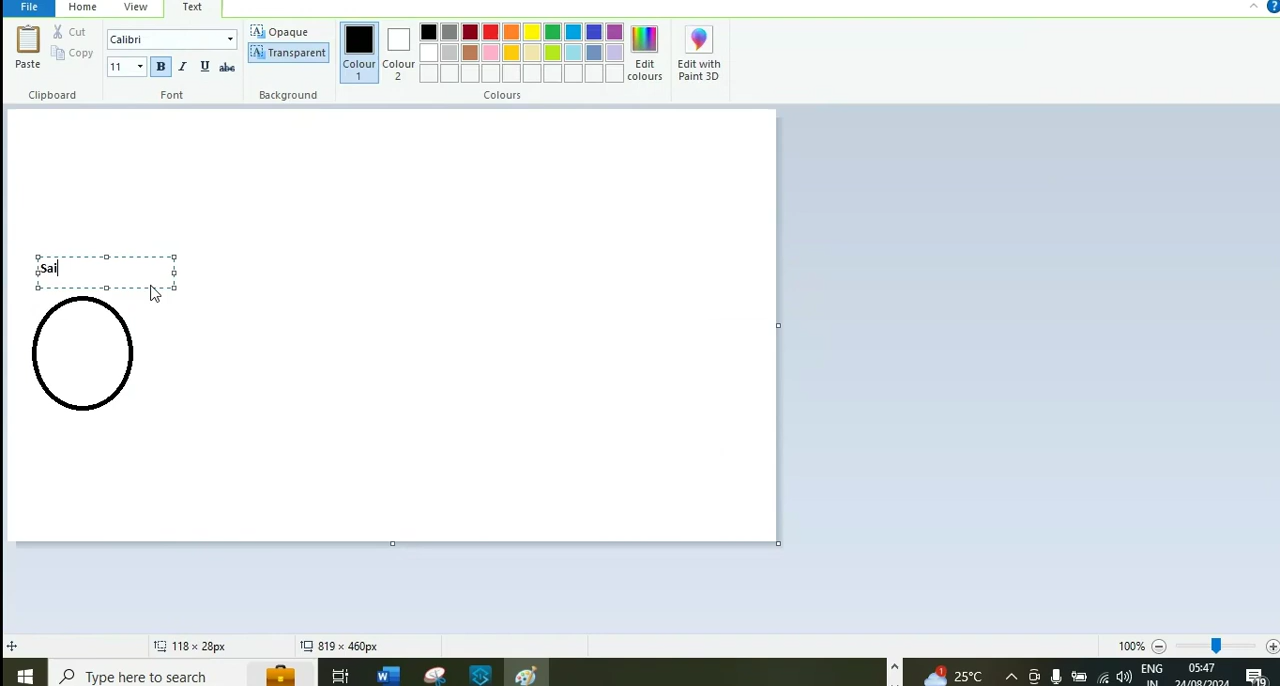 File Home View Text
Cut
Copy
Paste
Clipboard
Calibri
11 B I U abc
Font
Opaque
Transparent
Background
Colour 1
Colour 2
Edit colours
Colours
Edit with Paint 3D
Sai
118 × 28px
819 × 460px
100%
Type here to search
25°C
ENG
IN
05:47
24/08/2024
19